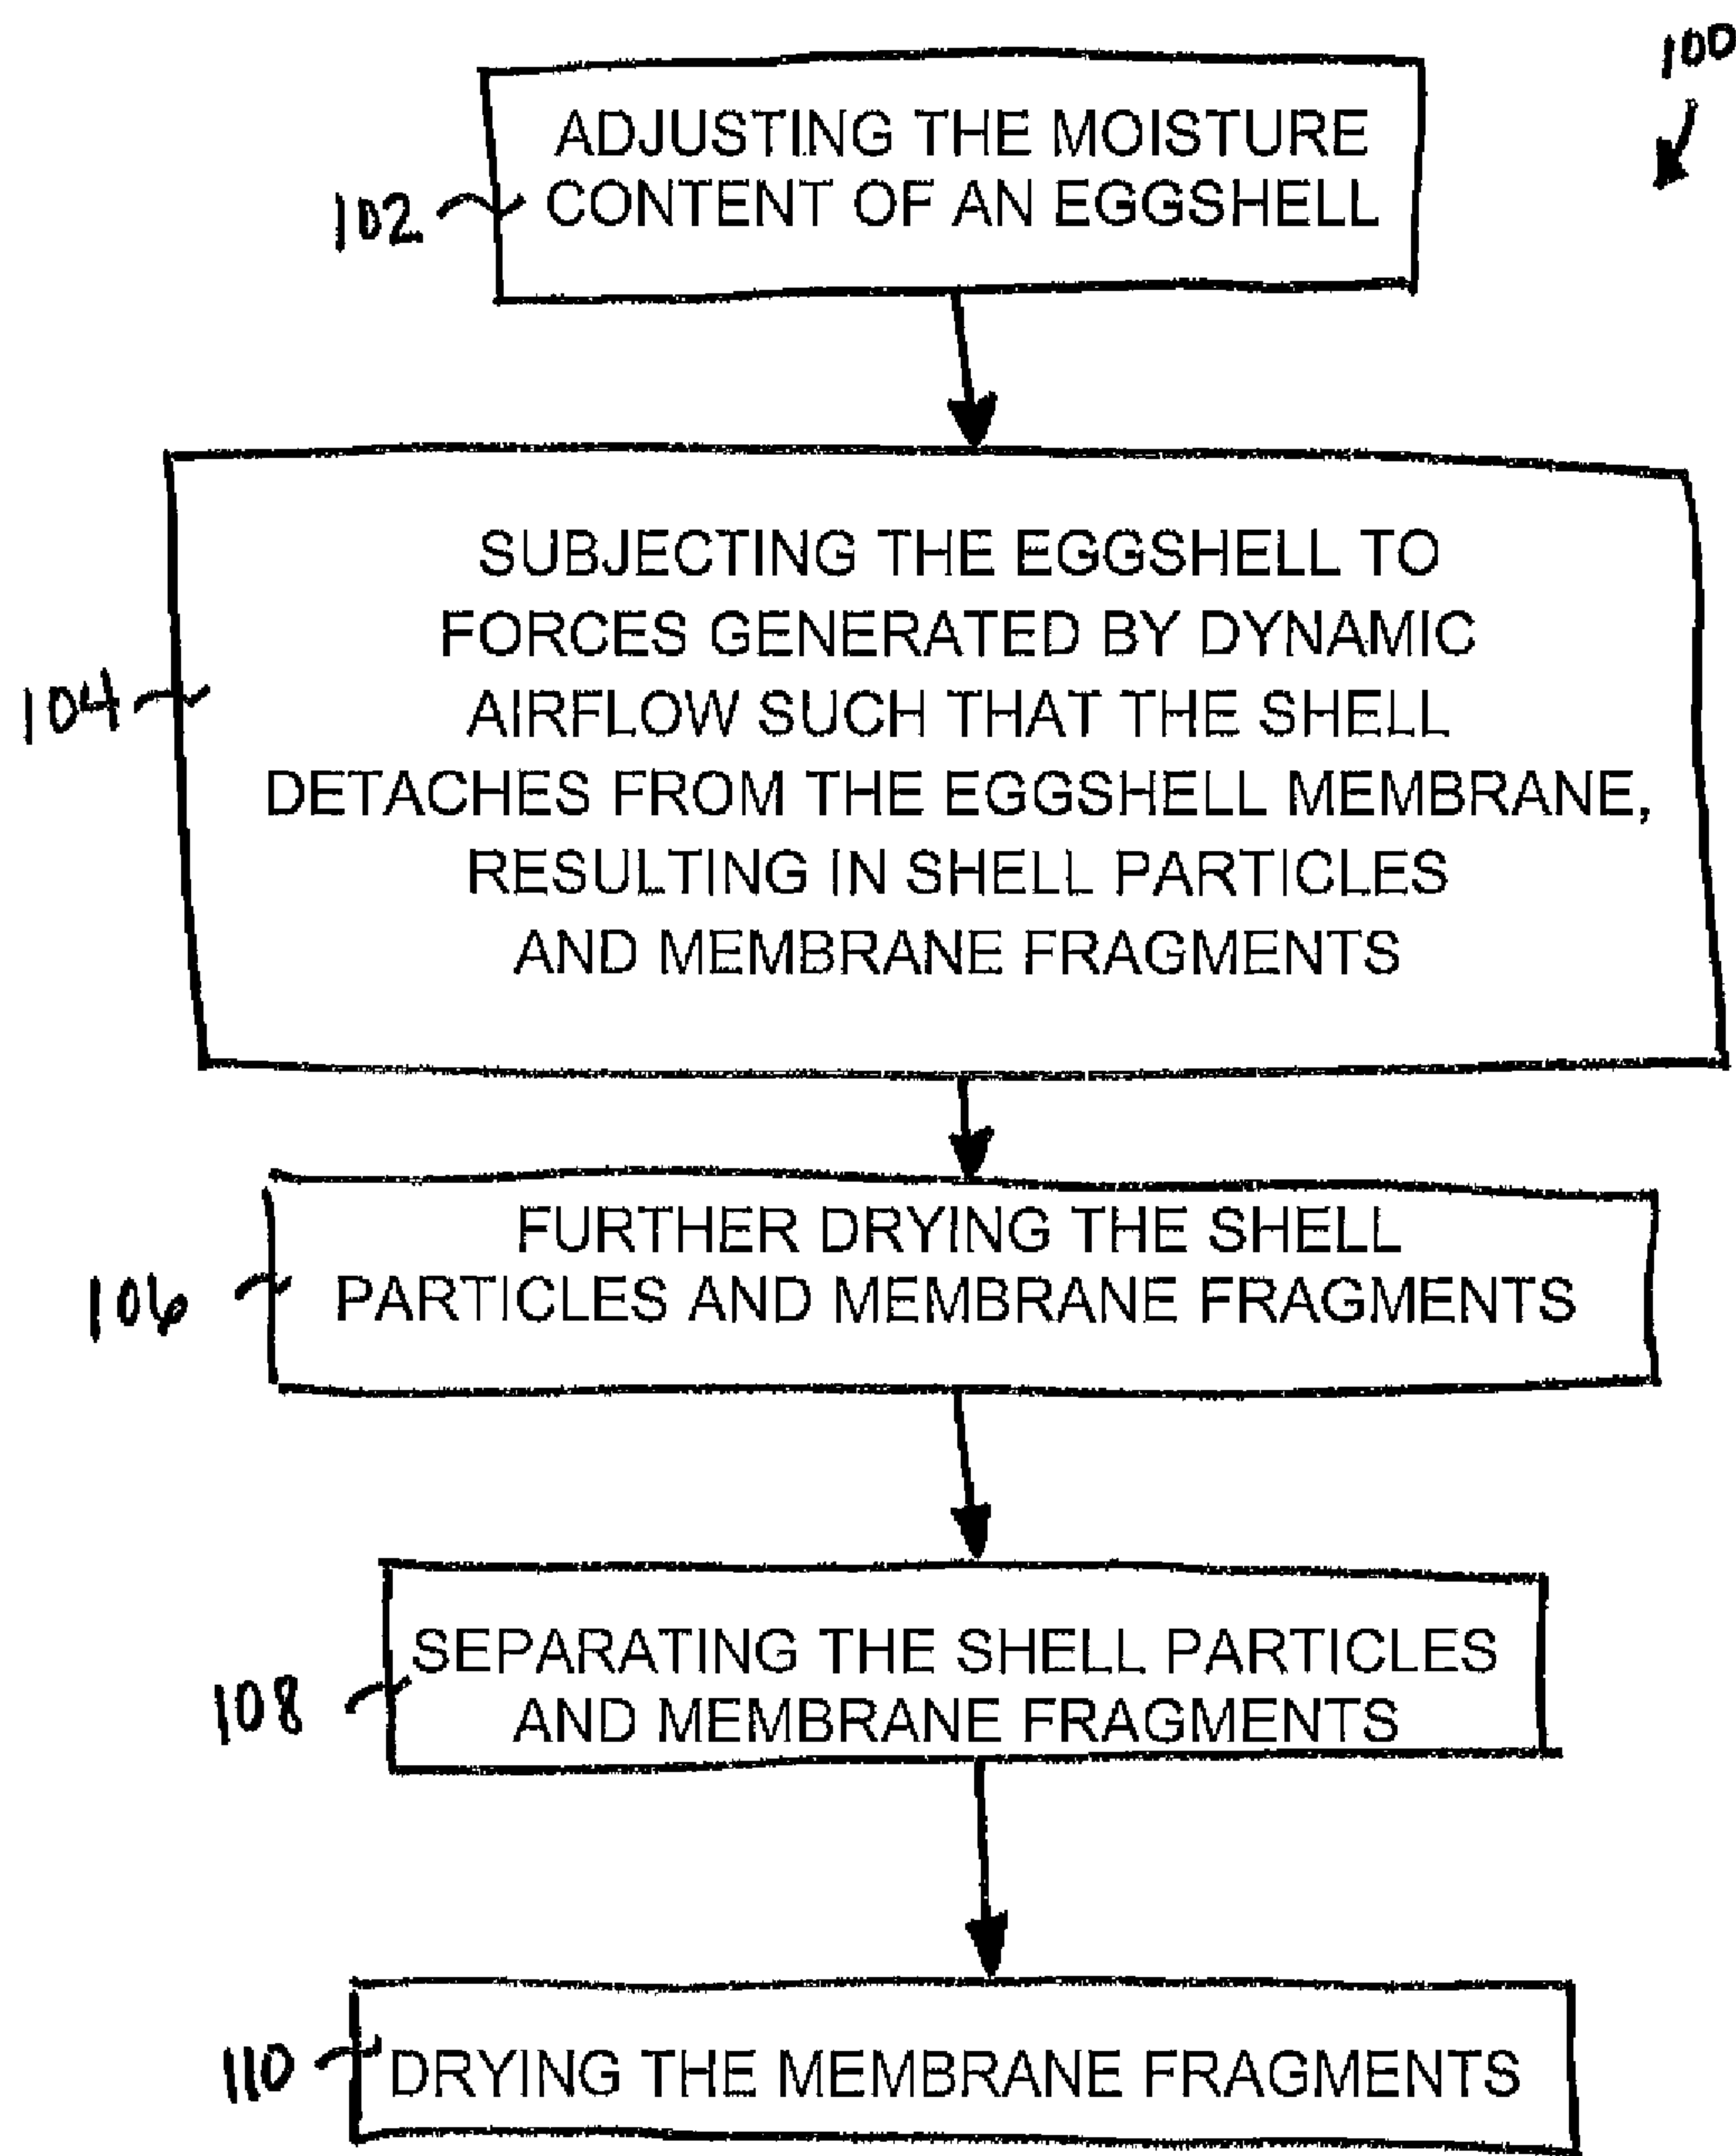 100
ADJUSTING THE MOISTURE
CONTENT OF AN EGGSHELL
102
SUBJECTING THE EGGSHELL TO
FORCES GENERATED BY DYNAMIC
AIRFLOW SUCH THAT THE SHELL
DETACHES FROM THE EGGSHELL MEMBRANE,
RESULTING IN SHELL PARTICLES
AND MEMBRANE FRAGMENTS
104
FURTHER DRYING THE SHELL
PARTICLES AND MEMBRANE FRAGMENTS
106
SEPARATING THE SHELL PARTICLES
AND MEMBRANE FRAGMENTS
108
DRYING THE MEMBRANE FRAGMENTS
110